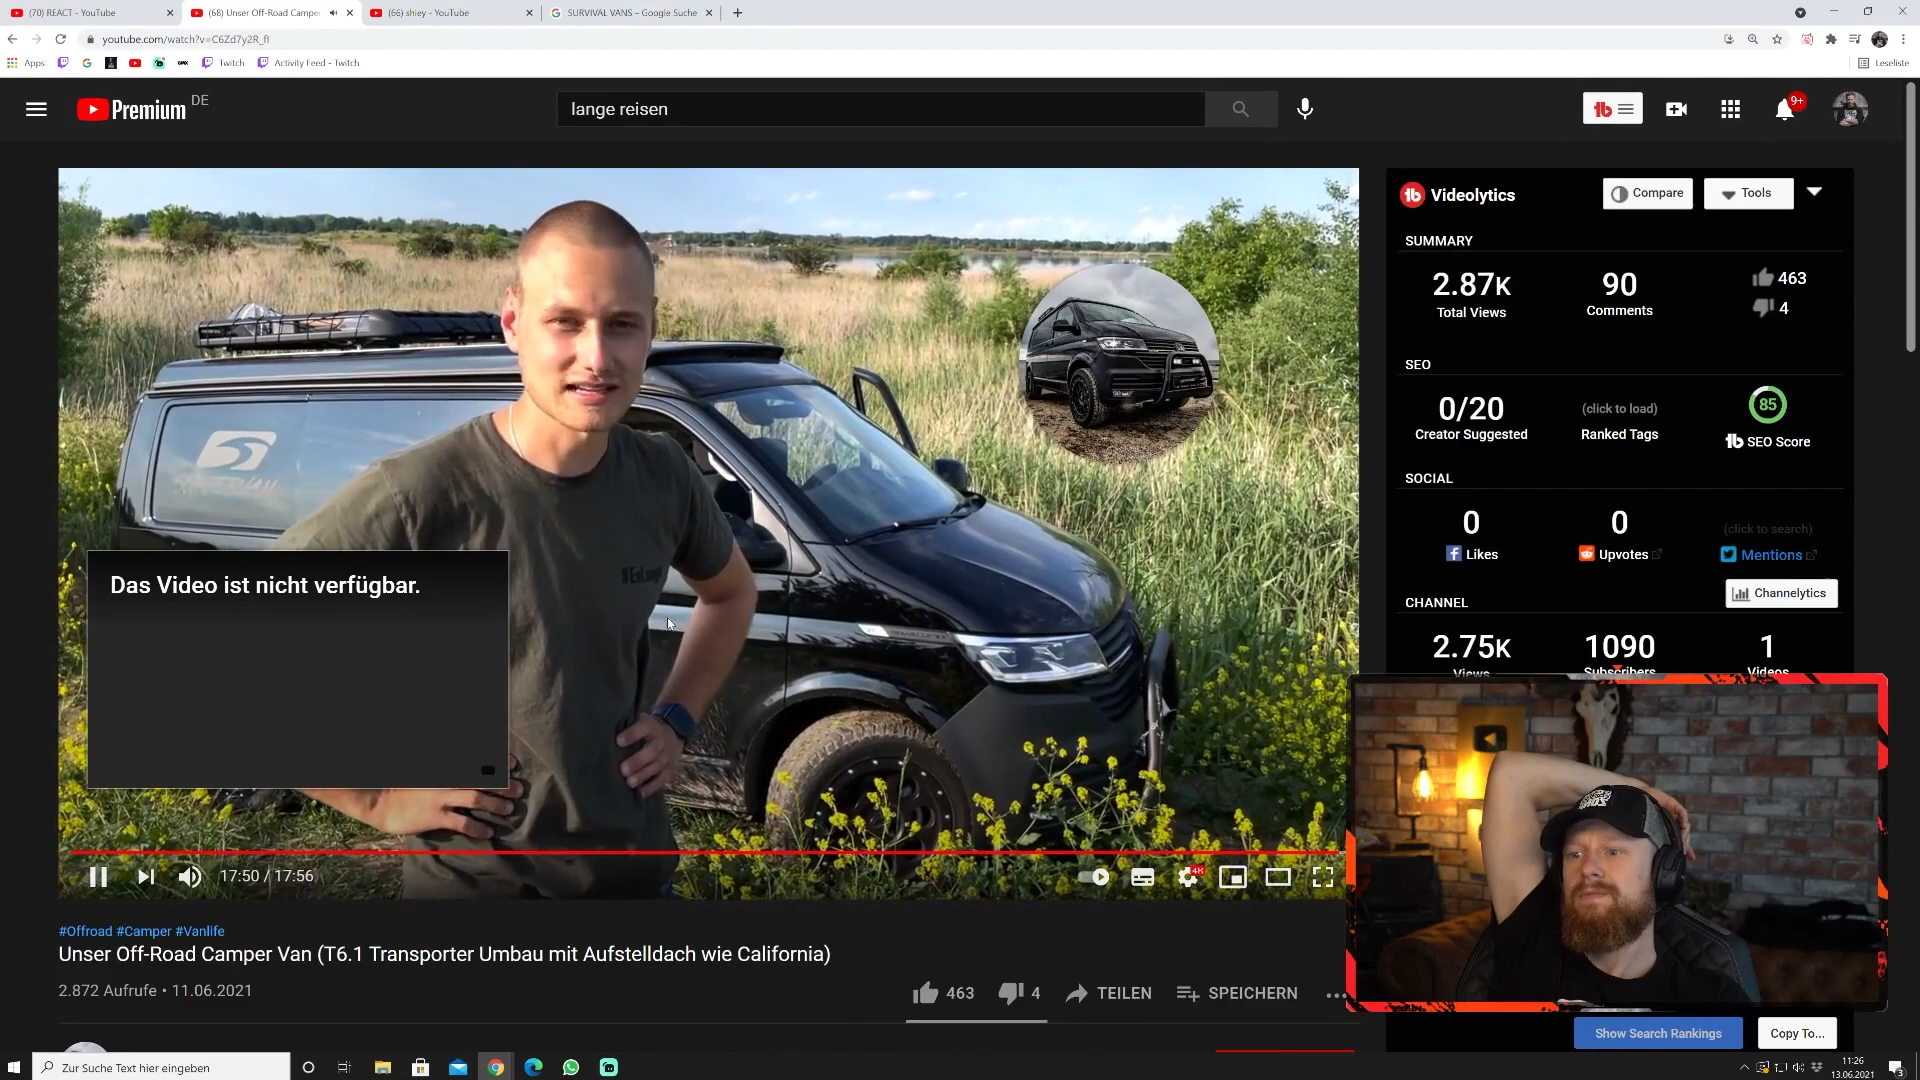 (70) REACT - YouTube
(68) Unser Off-Road Camper
(66) shiey - YouTube
SURVIVAL VANS – Google Suche
youtube.com/watch?v=C6Zd7y2R_fI
Apps
Twitch
Activity Feed - Twitch
Leseliste
Premium DE
lange reisen
9+
Videolytics
Compare
Tools
SUMMARY
2.87K
Total Views
90
Comments
463
4
SEO
0/20
Creator Suggested
(click to load)
Ranked Tags
85
SEO Score
SOCIAL
0
Likes
0
Upvotes
(click to search)
Mentions
CHANNEL
Channelytics
2.75K
Views
1090
Subscribers
1
Videos
Das Video ist nicht verfügbar.
17:50 / 17:56
4K
#Offroad #Camper #Vanlife
Unser Off-Road Camper Van (T6.1 Transporter Umbau mit Aufstelldach wie California)
2.872 Aufrufe • 11.06.2021
463
4
TEILEN
SPEICHERN
Show Search Rankings
Copy To...
Zur Suche Text hier eingeben
11:26
13.06.2021
3